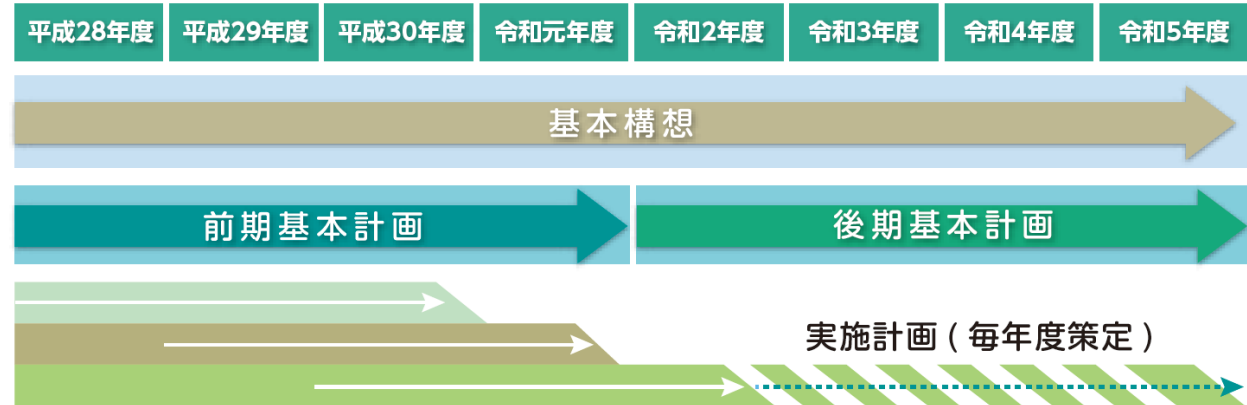 平成28年度 平成29年度 平成30年度 令和元年度 令和2年度 令和3年度 令和4年度 令和5年度
基本構想
前期基本計画 後期基本計画
実施計画 ( 毎年度策定 )